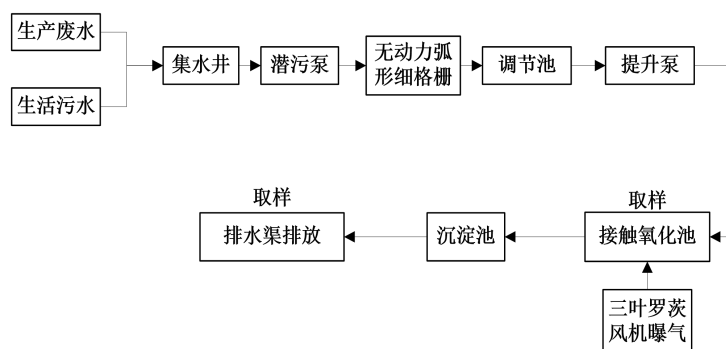 生产废水
生活污水
集水井
潜污泵
无动力弧
形细格栅
调节池
提升泵
取样
排水渠排放
沉淀池
取样
接触氧化池
三叶罗茨
风机曝气